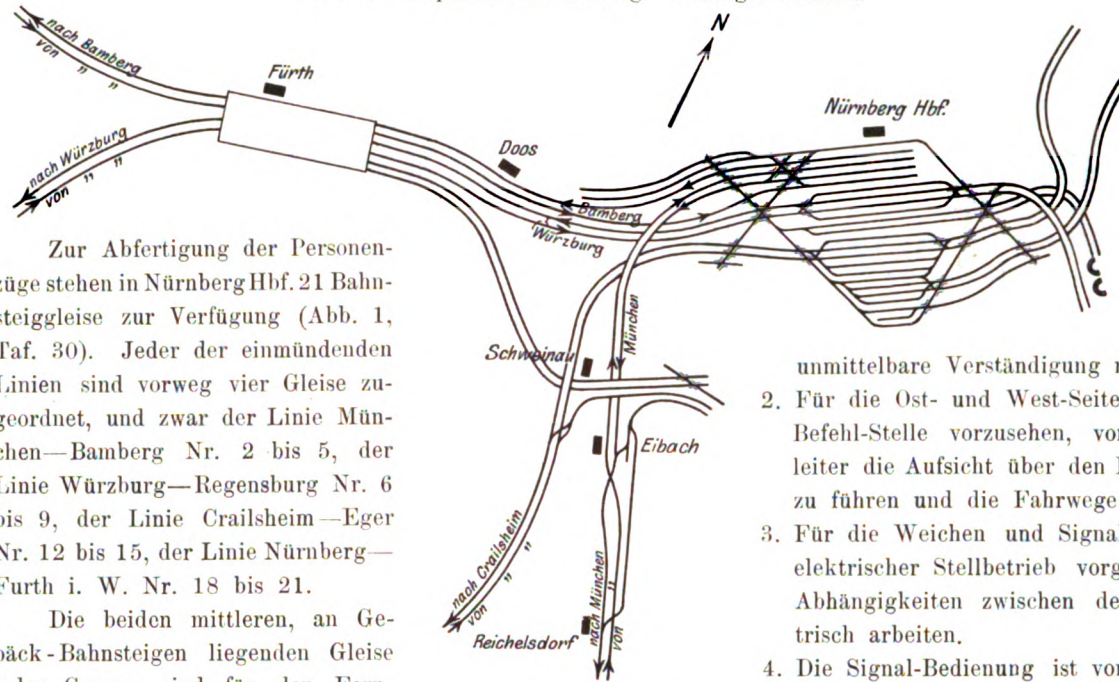 nach Bamberg
von " "
Fürth
N
Nürnberg Hbf.
Doos
nach Würzburg
von " "
Bamberg
Würzburg
München
Schweinau
Eibach
nach Crailsheim
von "
Reichelsdorf
nach München
von "
Zur Abfertigung der Personen-
züge stehen in Nürnberg Hbf. 21 Bahn-
steiggleise zur Verfügung (Abb. 1,
Taf. 30). Jeder der einmündenden
Linien sind vorweg vier Gleise zu-
geordnet, und zwar der Linie Mün-
chen—Bamberg Nr. 2 bis 5, der
Linie Würzburg—Regensburg Nr. 6
bis 9, der Linie Crailsheim—Eger
Nr. 12 bis 15, der Linie Nürnberg—
Furth i. W. Nr. 18 bis 21.
Die beiden mittleren, an Ge-
päck-Bahnsteigen liegenden Gleise
unmittelbare Verständigung
2. Für die Ost- und West-Seite
Befehl-Stelle vorzusehen, von
leiter die Aufsicht über den
zu führen und die Fahrwege
3. Für die Weichen und Signal
elektrischer Stellbetrieb vorg
Abhängigkeiten zwischen de
trisch arbeiten.
4. Die Signal-Bedienung ist vor